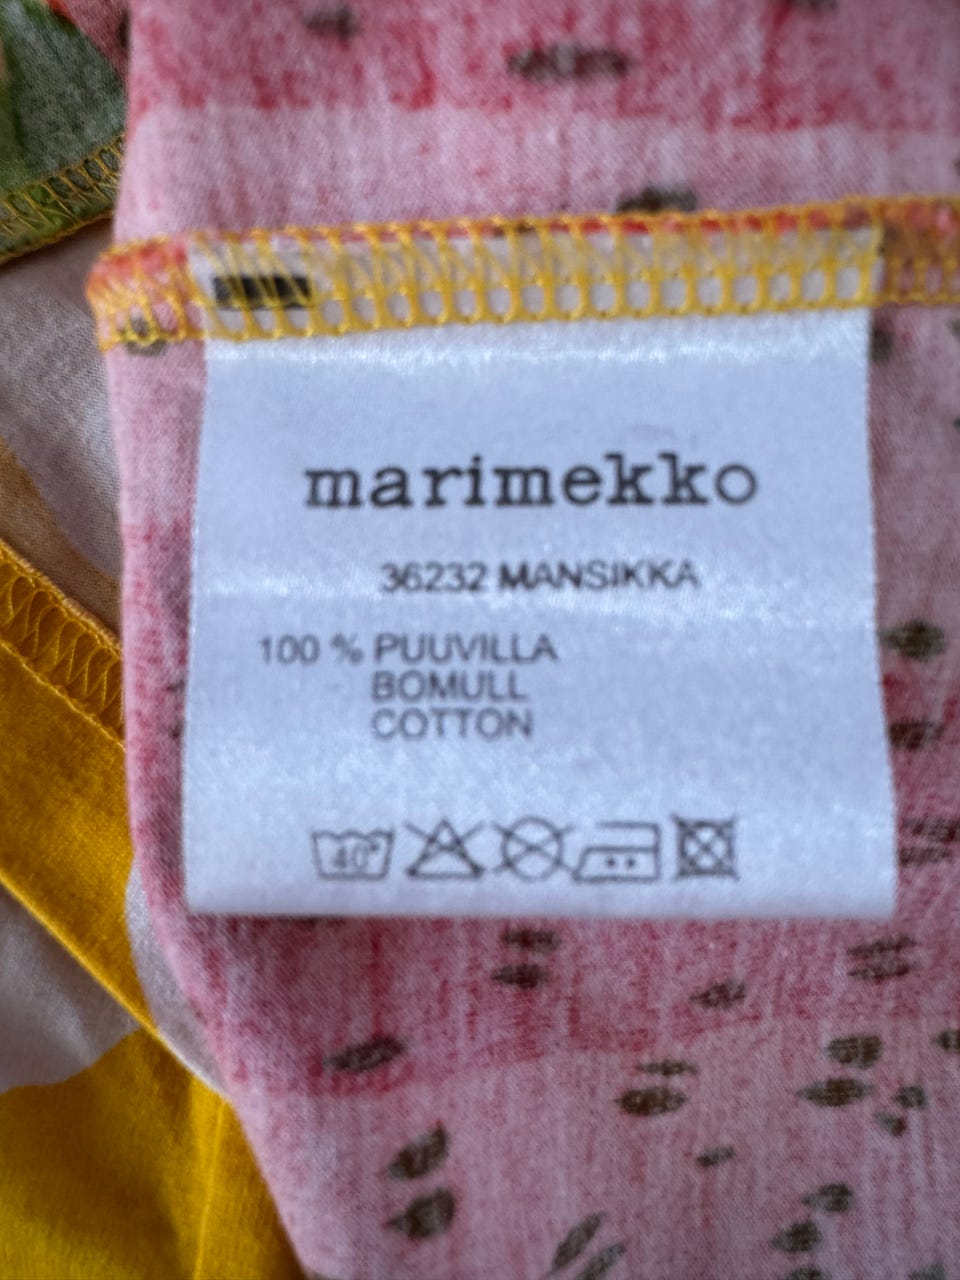 marimekko
36232 MANSIKKA
100 % PUUVILLA
BOMULL
COTTON
40°